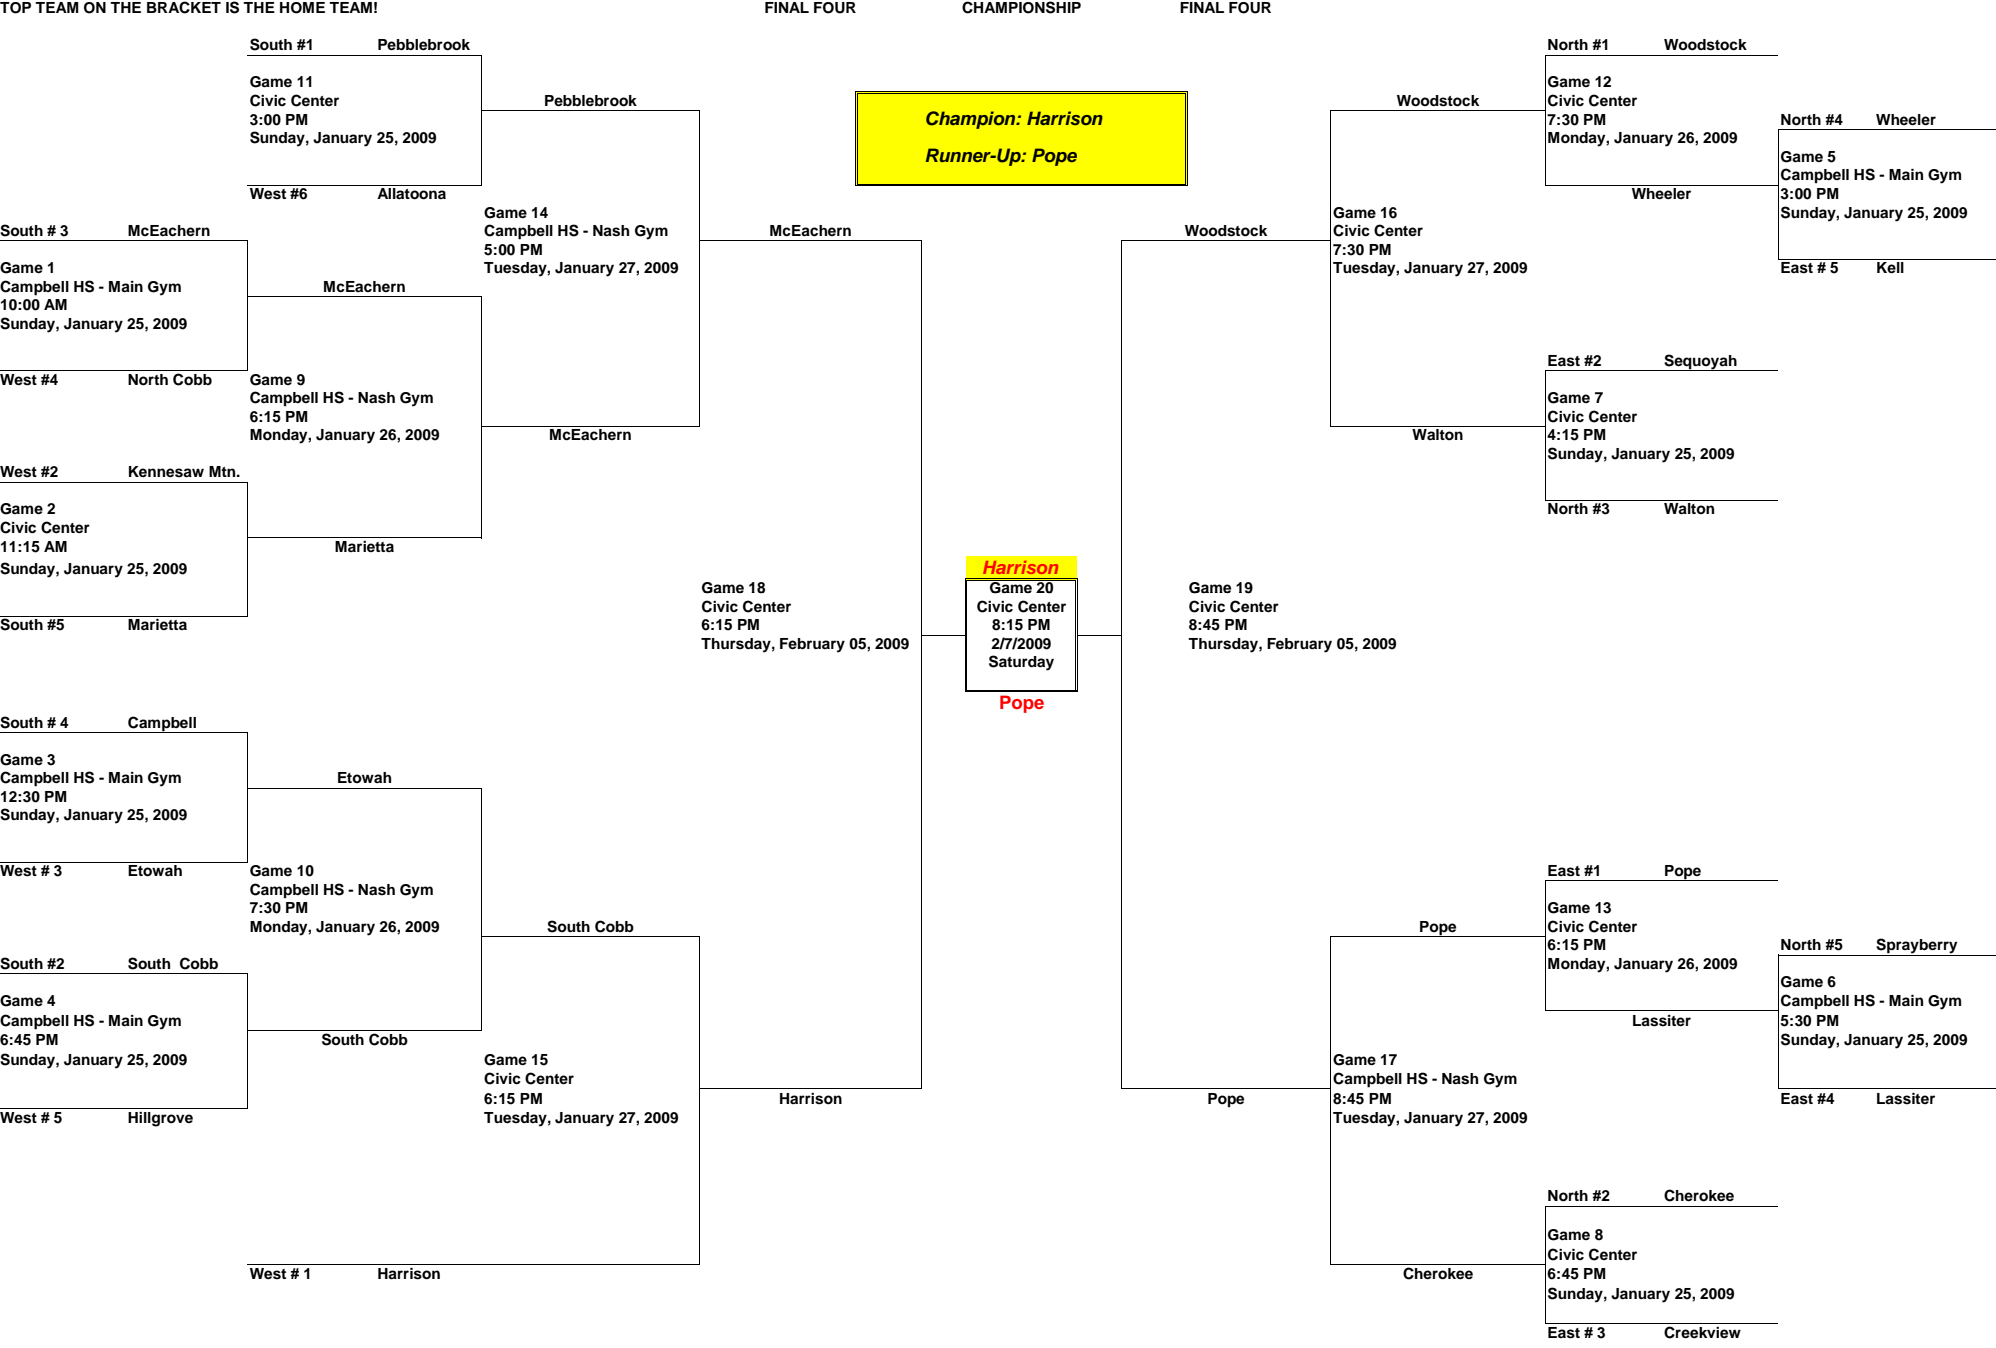 TOP TEAM ON THE BRACKET IS THE HOME TEAM!
FINAL FOUR
CHAMPIONSHIP
FINAL FOUR
South #1 Pebblebrook
Game 11
Civic Center
3:00 PM
Sunday, January 25, 2009
West #6 Allatoona
South # 3 McEachern
Game 1
Campbell HS - Main Gym
10:00 AM
Sunday, January 25, 2009
West #4 North Cobb
West #2 Kennesaw Mtn.
Game 2
Civic Center
11:15 AM
Sunday, January 25, 2009
South #5 Marietta
South # 4 Campbell
Game 3
Campbell HS - Main Gym
12:30 PM
Sunday, January 25, 2009
West # 3 Etowah
South #2 South Cobb
Game 4
Campbell HS - Main Gym
6:45 PM
Sunday, January 25, 2009
West # 5 Hillgrove
McEachern
Game 9
Campbell HS - Nash Gym
6:15 PM
Monday, January 26, 2009
Marietta
Etowah
Game 10
Campbell HS - Nash Gym
7:30 PM
Monday, January 26, 2009
South Cobb
West # 1 Harrison
Pebblebrook
Game 14
Campbell HS - Nash Gym
5:00 PM
Tuesday, January 27, 2009
McEachern
South Cobb
Game 15
Civic Center
6:15 PM
Tuesday, January 27, 2009
McEachern
Game 18
Civic Center
6:15 PM
Thursday, February 05, 2009
Harrison
Champion: Harrison
Runner-Up: Pope
Harrison
Game 20
Civic Center
8:15 PM
2/7/2009
Saturday
Pope
Woodstock
Game 19
Civic Center
8:45 PM
Thursday, February 05, 2009
Pope
Woodstock
Game 16
Civic Center
7:30 PM
Tuesday, January 27, 2009
Walton
Pope
Game 17
Campbell HS - Nash Gym
8:45 PM
Tuesday, January 27, 2009
Cherokee
North #1 Woodstock
Game 12
Civic Center
7:30 PM
Monday, January 26, 2009
Wheeler
East #2 Sequoyah
Game 7
Civic Center
4:15 PM
Sunday, January 25, 2009
North #3 Walton
East #1 Pope
Game 13
Civic Center
6:15 PM
Monday, January 26, 2009
Lassiter
North #2 Cherokee
Game 8
Civic Center
6:45 PM
Sunday, January 25, 2009
East # 3 Creekview
North #4 Wheeler
Game 5
Campbell HS - Main Gym
3:00 PM
Sunday, January 25, 2009
East # 5 Kell
North #5 Sprayberry
Game 6
Campbell HS - Main Gym
5:30 PM
Sunday, January 25, 2009
East #4 Lassiter